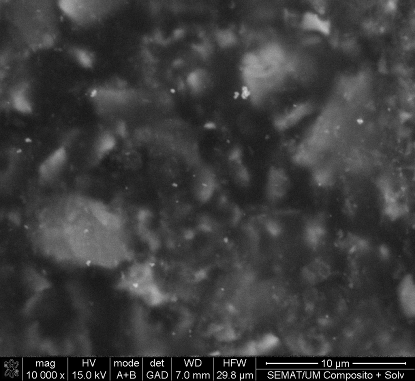 mag HV mode det WD HFW 10 µm
10 000 x 15.0 kV A+B GAD 7.0 mm 29.8 µm SEMAT/UM Composito + Solv